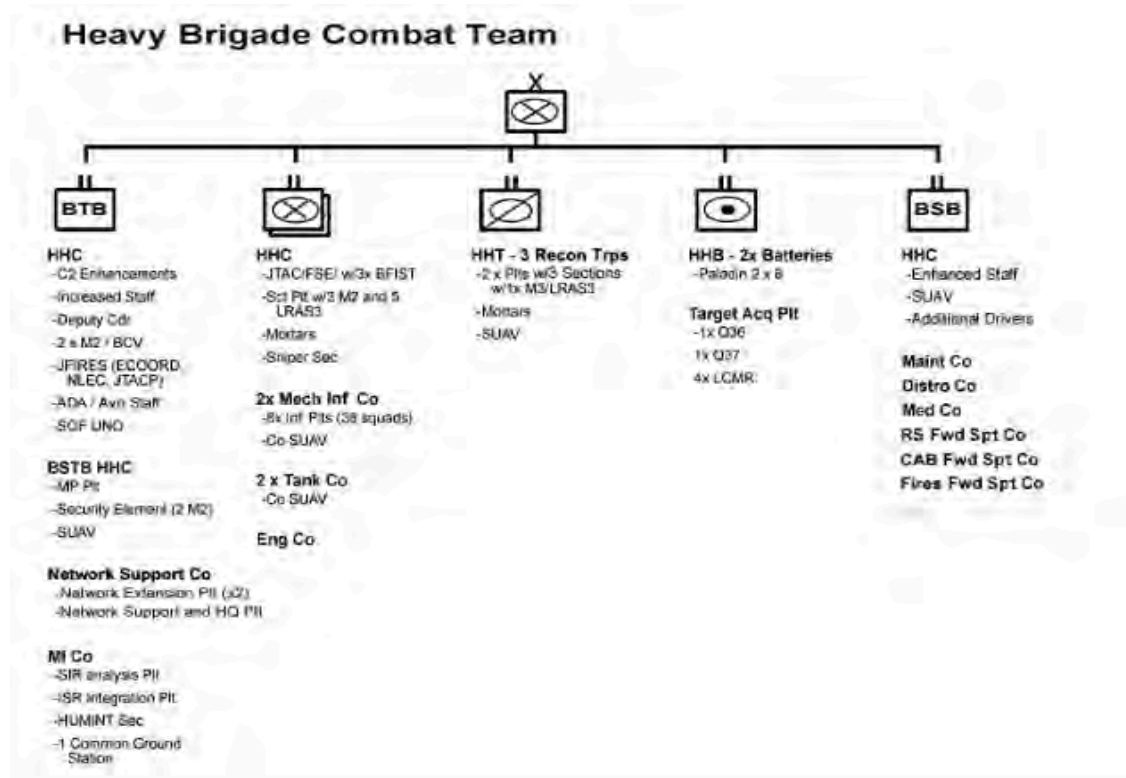 Heavy Brigade Combat Team
X
BTB
BSB
HHC
-C2 Enhancements
-Increased Staff
-Deputy Cdr
-2 x M2 / BCV
-JFIRES (ECOORD,
NLEC, JTACP)
-ADA / Avn Staff
-SOF LNO
BSTB HHC
-MP Plt
-Security Element (2 M2)
-SUAV
Network Support Co
-Network Extension Plt (x2)
-Network Support and HQ Plt
MI Co
-SIR analysis Plt
-ISR integration Plt
-HUMINT Sec
-1 Common Ground
Station
HHC
-JTAC/FSE/ w/3x BFIST
-Sct Plt w/3 M2 and 5
LRAS3
-Mortars
-Sniper Sec
2x Mech Inf Co
Inf Plts squads)
-Co SUAV
2 x Tank Co
-Co SUAV
Eng Co
HHT - 3 Recon Trps
-2 x Plts w/3 Sections
w/1x M3/LRAS3
-Mortars
-SUAV
HHB - 2x Batteries
-Paladin 2 x 8
Target Acq Plt
-1x Q36
1x Q37
4x LCMR
HHC
-Enhanced Staff
-SUAV
-Additional Drivers
Maint Co
Distro Co
Med Co
RS Fwd Spt Co
CAB Fwd Spt Co
Fires Fwd Spt Co